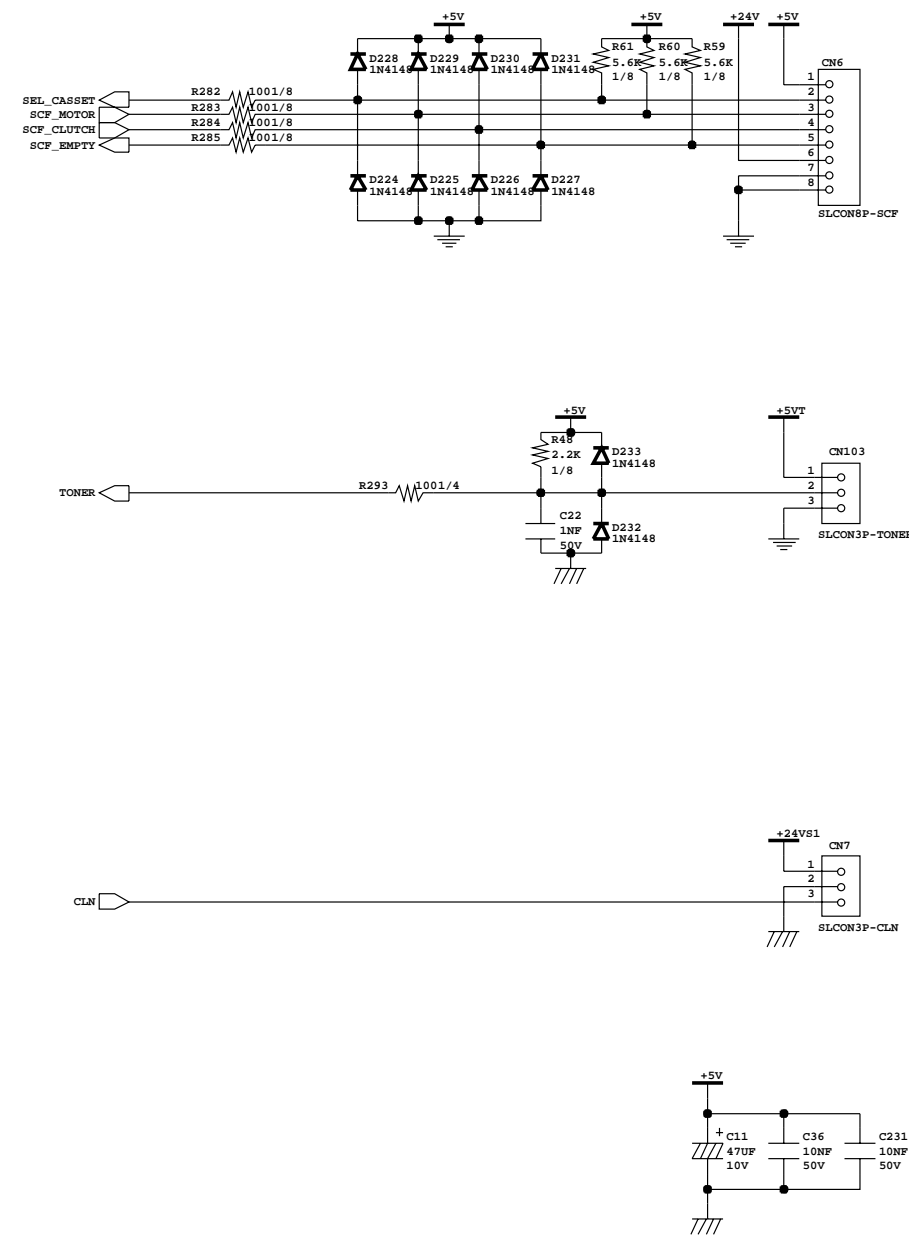 +5V +5V +24V +5V
D228 D229 D230 D231 R61 R60 R59
1N4148 1N4148 1N4148 1N4148 5.6K 5.6K 5.6K
1/8 1/8 1/8
CN6
1
2
3
4
5
6
7
8
SLCON8P-SCF
SEL_CASSET R282 1001/8
SCF_MOTOR R283 1001/8
SCF_CLUTCH R284 1001/8
SCF_EMPTY R285 1001/8
D224 D225 D226 D227
1N4148 1N4148 1N4148 1N4148
+5V +5VT
R48 D233
2.2K 1N4148
1/8
CN103
1
2
3
SLCON3P-TONER
TONER R293 1001/4
C22 D232
1NF 1N4148
50V
+24VS1
CN7
1
2
3
SLCON3P-CLN
CLN
+5V
+
C11 C36 C231
47UF 10NF 10NF
10V 50V 50V